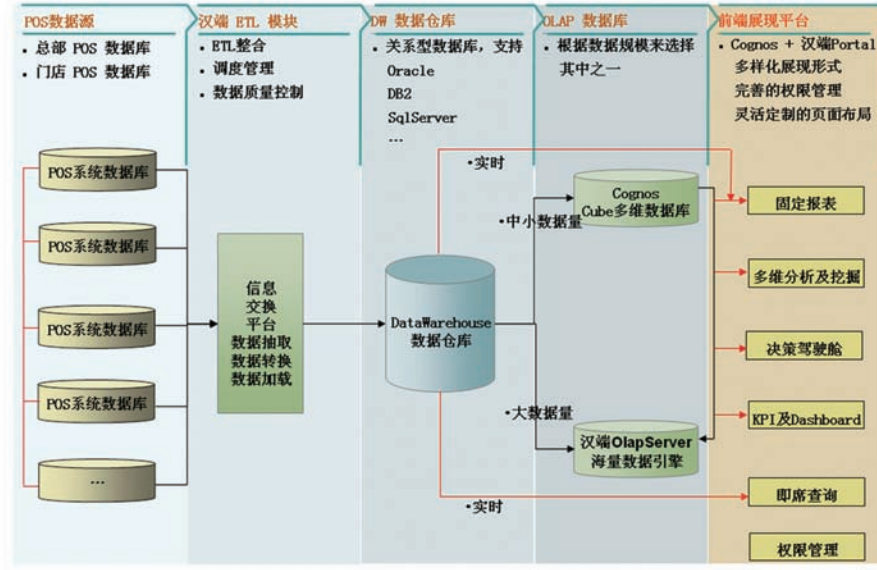 POS数据源
• 总部 POS 数据库
• 门店 POS 数据库
汉端 ETL 模块
• ETL整合
• 调度管理
• 数据质量控制
DW 数据仓库
• 关系型数据库，支持
Oracle
DB2
SqlServer
…
OLAP 数据库
• 根据数据规模来选择
其中之一
前端展现平台
• Cognos + 汉端Portal
多样化展现形式
完善的权限管理
灵活定制的页面布局
POS系统数据库
POS系统数据库
POS系统数据库
POS系统数据库
…
信息
交换
平台
数据抽取
数据转换
数据加载
DataWarehouse
数据仓库
•实时
•中小数据量
•大数据量
•实时
Cognos
Cube多维数据库
汉端OlapServer
海量数据引擎
固定报表
多维分析及挖掘
决策驾驶舱
KPI及Dashboard
即席查询
权限管理